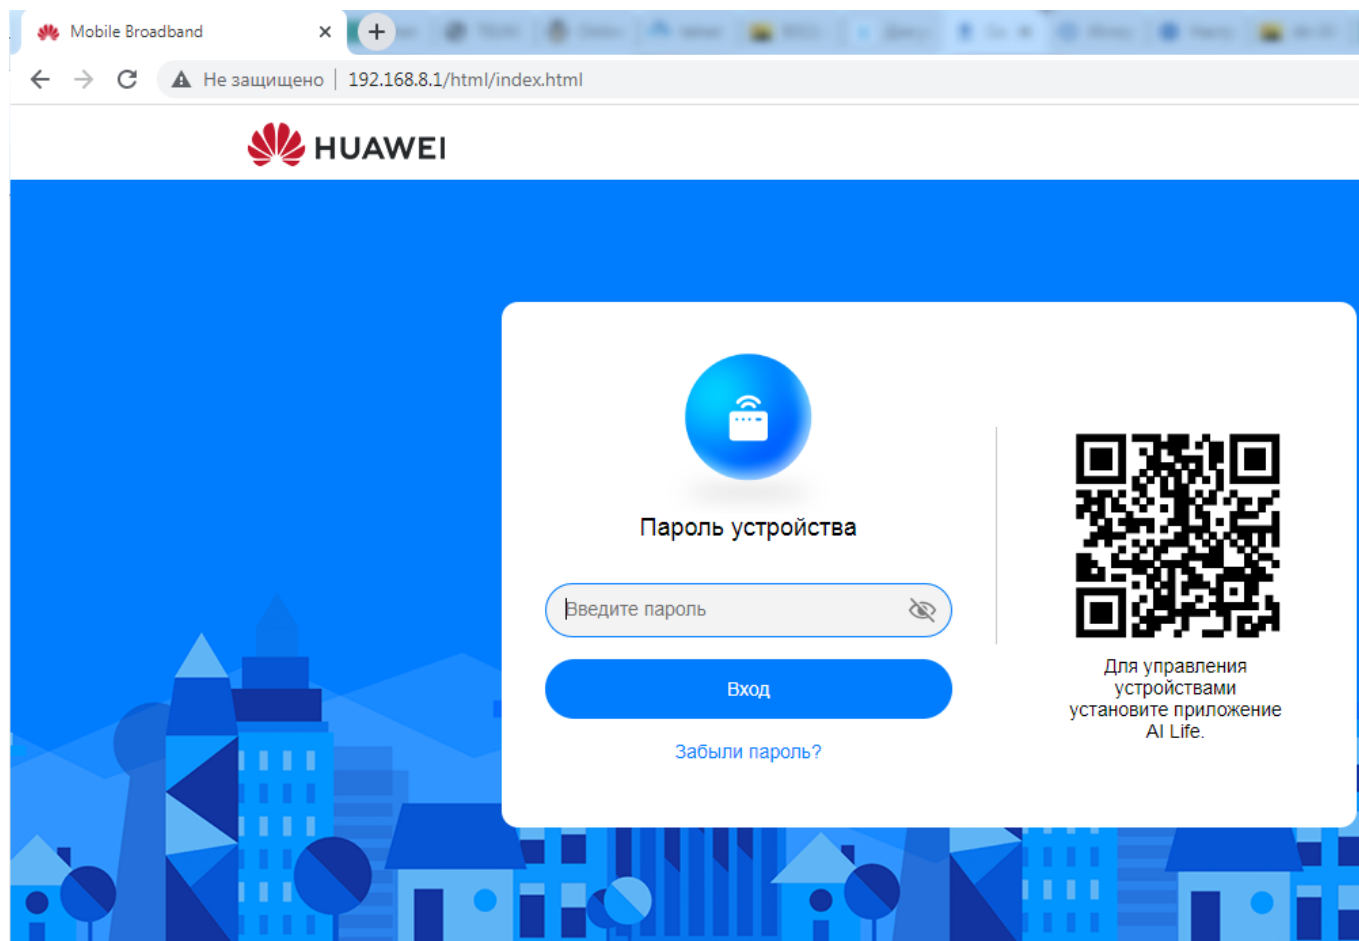 Mobile Broadband
Не защищено
192.168.8.1/html/index.html
HUAWEI
Пароль устройства
Введите пароль
Вход
Забыли пароль?
Для управления
устройствами
установите приложение
AI Life.